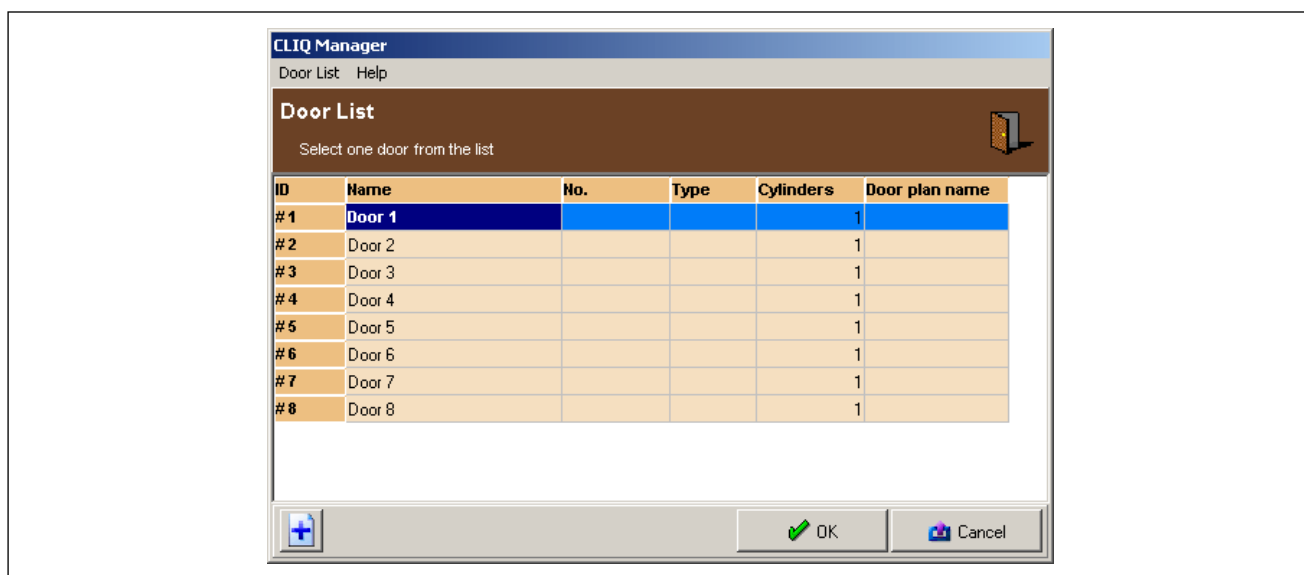 CLIQ Manager
Door List Help
Door List
Select one door from the list
ID Name No. Type Cylinders Door plan name
#1 Door 1 1
#2 Door 2 1
#3 Door 3 1
#4 Door 4 1
#5 Door 5 1
#6 Door 6 1
#7 Door 7 1
#8 Door 8 1
OK Cancel